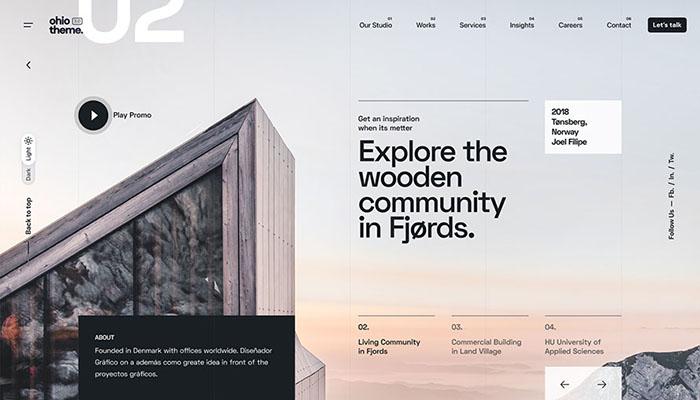 ohio 3.0
theme.
02
01
Our Studio
02
Works
03
Services
04
Insights
05
Careers
06
Contact
Let's talk
Play Promo
Get an inspiration
when its metter
Explore the
wooden
community
in Fjørds.
2018
Tønsberg,
Norway
Joel Filipe
Light
Dark
Back to top
Follow Us — Fb. / In. / Tw.
ABOUT
Founded in Denmark with offices worldwide. Diseñador
Gráfico on a además como greate idea in front of the
proyectos gráficos.
02.
Living Community
in Fjords
03.
Commercial Building
in Land Village
04.
HU University of
Applied Sciences